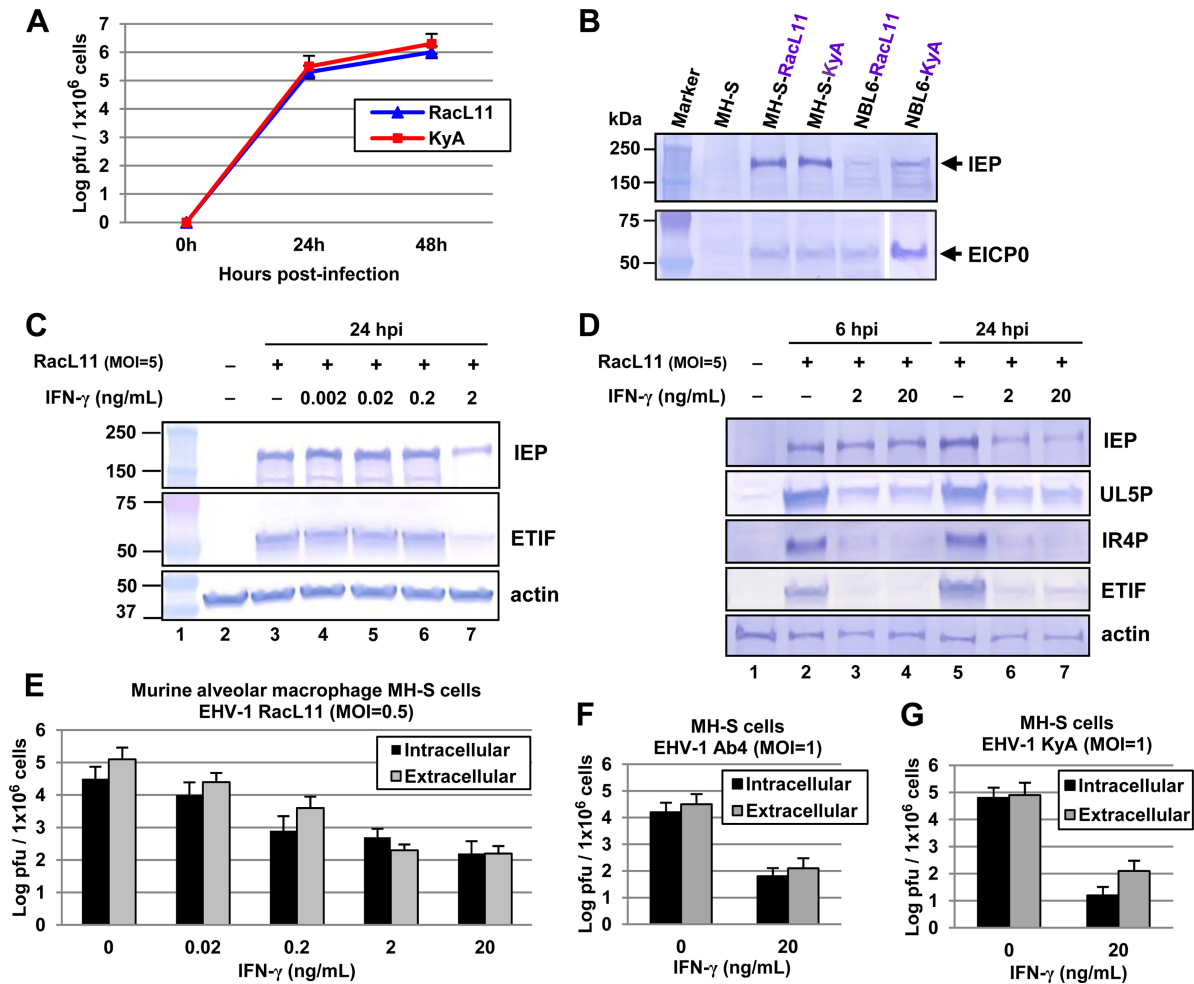 A
7
6
5
4
3
2
1
0
Log pfu / 1x10⁶ cells
RacL11
KyA
0h 24h 48h
Hours post-infection
B
kDa Marker MH-S MH-S-RacL11 MH-S-KyA NBL6-RacL11 NBL6-KyA
250
150
IEP
75
50
EICP0
C
24 hpi
RacL11 (MOI=5) – + + + + +
IFN-γ (ng/mL) – – 0.002 0.02 0.2 2
250
150
IEP
75
50
ETIF
50
37
actin
1 2 3 4 5 6 7
D
6 hpi 24 hpi
RacL11 (MOI=5) – + + + + + +
IFN-γ (ng/mL) – – 2 20 – 2 20
IEP
UL5P
IR4P
ETIF
actin
1 2 3 4 5 6 7
E
Murine alveolar macrophage MH-S cells
EHV-1 RacL11 (MOI=0.5)
Log pfu / 1x10⁶ cells
6
5
4
3
2
1
0
Intracellular
Extracellular
0 0.02 0.2 2 20
IFN-γ (ng/mL)
F
MH-S cells
EHV-1 Ab4 (MOI=1)
Log pfu / 1x10⁶ cells
6
5
4
3
2
1
0
Intracellular
Extracellular
0 20
IFN-γ (ng/mL)
G
MH-S cells
EHV-1 KyA (MOI=1)
Log pfu / 1x10⁶ cells
6
5
4
3
2
1
0
Intracellular
Extracellular
0 20
IFN-γ (ng/mL)